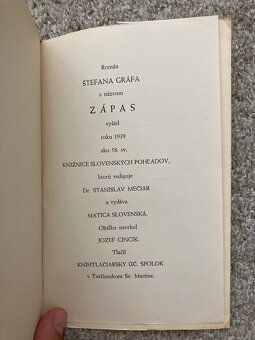 Román
ŠTEFANA GRÁFA
s názvom
ZÁPAS
vyšiel
roku 1939
ako 58. sv.
KNIŽNICE SLOVENSKÝCH POHĽADOV,
ktorú rediguje
Dr. STANISLAV MEČIAR
a vydáva
MATICA SLOVENSKÁ.
Obálku navrhol
JOZEF CINCÍK.
Tlačil
KNIHTLAČIARSKY ÚČ. SPOLOK
v Turčianskom Sv. Martine.